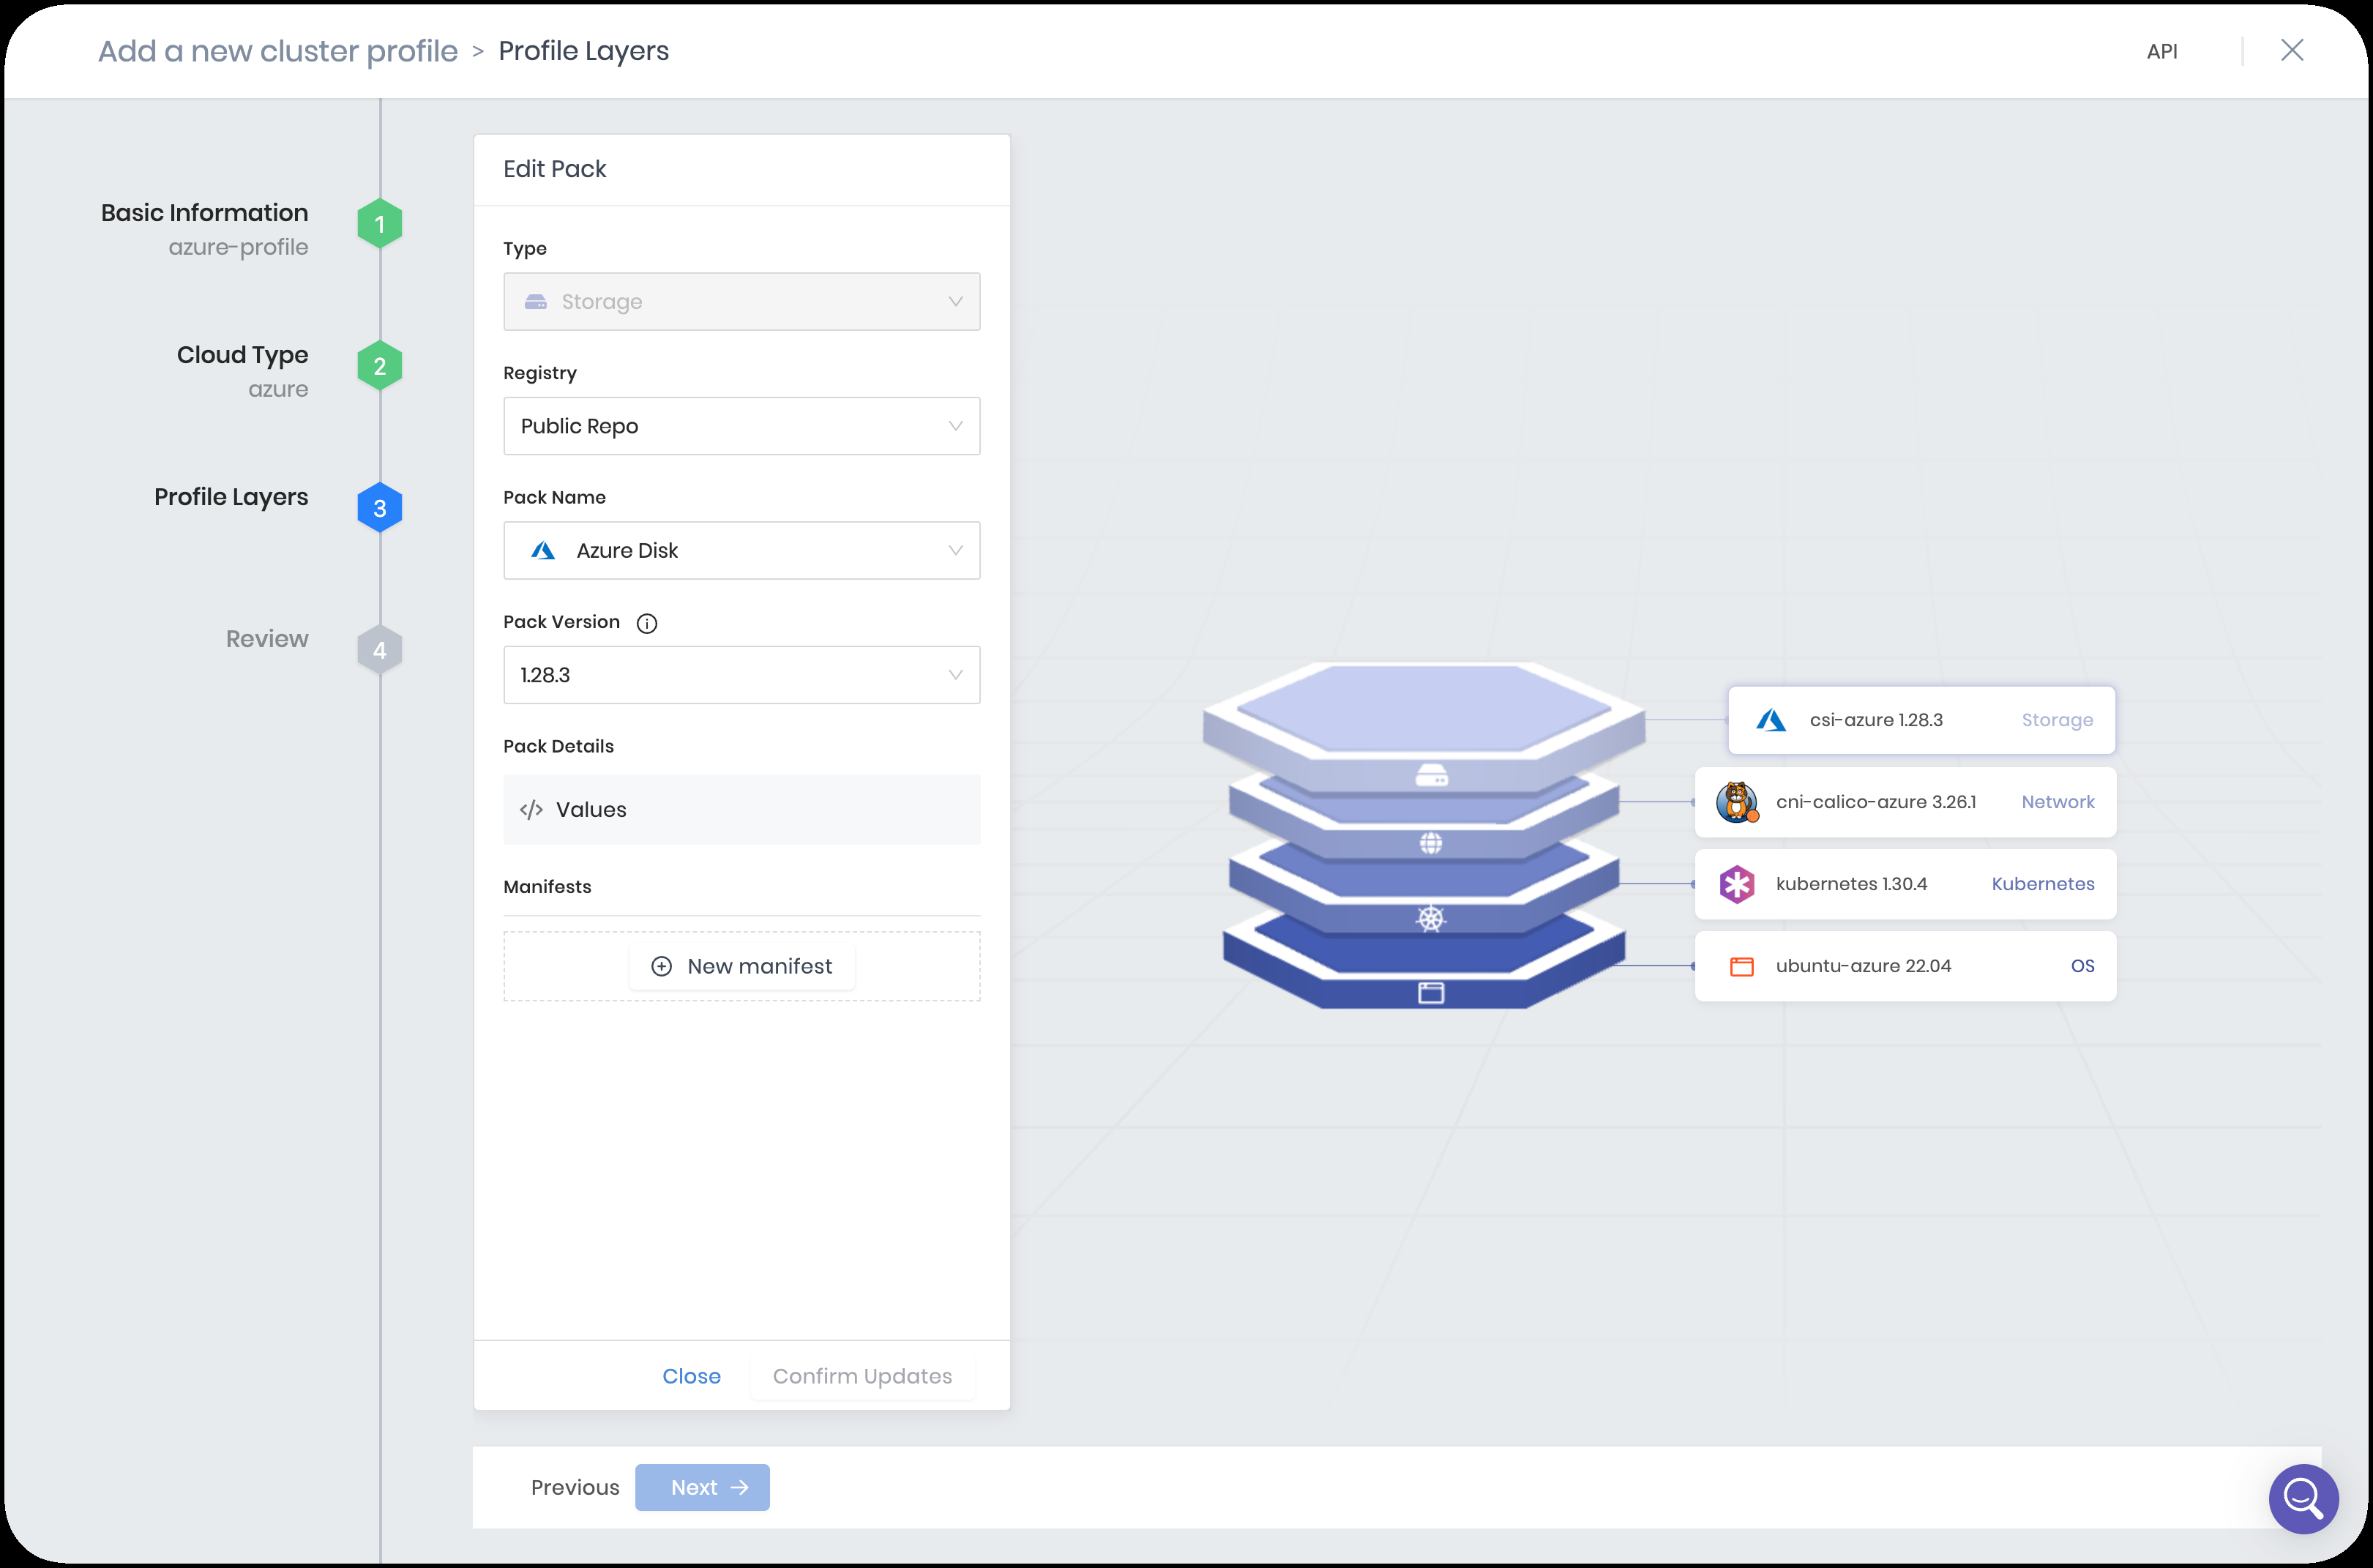 Add a new cluster profile > Profile Layers
API
Basic Information
azure-profile
1
Cloud Type
azure
2
Profile Layers
3
Review
4
Edit Pack
Type
Storage
Registry
Public Repo
Pack Name
Azure Disk
Pack Version
1.28.3
Pack Details
</> Values
Manifests
New manifest
Close
Confirm Updates
csi-azure 1.28.3 Storage
cni-calico-azure 3.26.1 Network
kubernetes 1.30.4 Kubernetes
ubuntu-azure 22.04 OS
Previous
Next